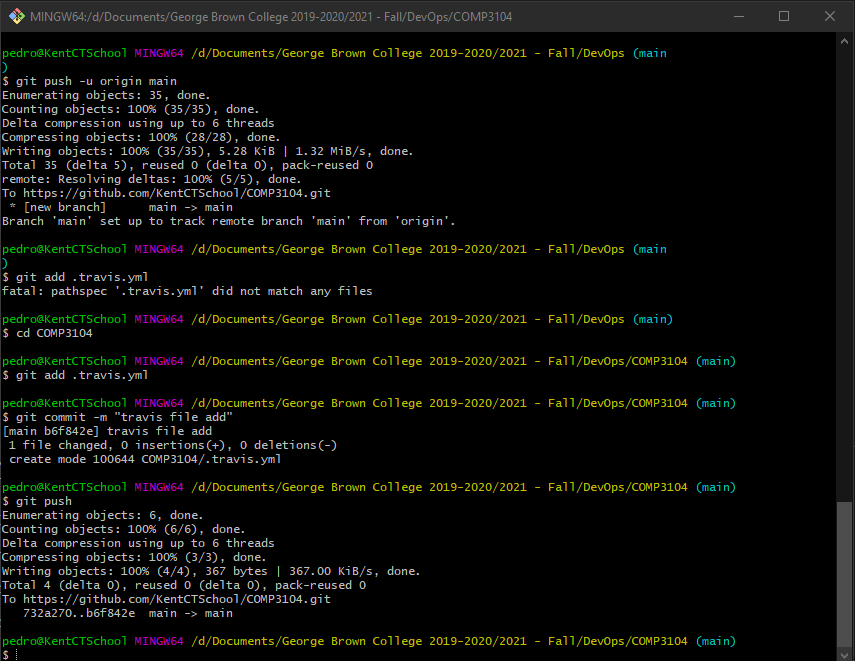 MINGW64:/d/Documents/George Brown College 2019-2020/2021 - Fall/DevOps/COMP3104
pedro@KentCTSchool MINGW64 /d/Documents/George Brown College 2019-2020/2021 - Fall/DevOps (main
)
$ git push -u origin main
Enumerating objects: 35, done.
Counting objects: 100% (35/35), done.
Delta compression using up to 6 threads
Compressing objects: 100% (28/28), done.
Writing objects: 100% (35/35), 5.28 KiB | 1.32 MiB/s, done.
Total 35 (delta 5), reused 0 (delta 0), pack-reused 0
remote: Resolving deltas: 100% (5/5), done.
To https://github.com/KentCTSchool/COMP3104.git
 * [new branch]      main -> main
Branch 'main' set up to track remote branch 'main' from 'origin'.
pedro@KentCTSchool MINGW64 /d/Documents/George Brown College 2019-2020/2021 - Fall/DevOps (main
)
$ git add .travis.yml
fatal: pathspec '.travis.yml' did not match any files
pedro@KentCTSchool MINGW64 /d/Documents/George Brown College 2019-2020/2021 - Fall/DevOps (main)
$ cd COMP3104
pedro@KentCTSchool MINGW64 /d/Documents/George Brown College 2019-2020/2021 - Fall/DevOps/COMP3104 (main)
$ git add .travis.yml
pedro@KentCTSchool MINGW64 /d/Documents/George Brown College 2019-2020/2021 - Fall/DevOps/COMP3104 (main)
$ git commit -m "travis file add"
[main b6f842e] travis file add
 1 file changed, 0 insertions(+), 0 deletions(-)
 create mode 100644 COMP3104/.travis.yml
pedro@KentCTSchool MINGW64 /d/Documents/George Brown College 2019-2020/2021 - Fall/DevOps/COMP3104 (main)
$ git push
Enumerating objects: 6, done.
Counting objects: 100% (6/6), done.
Delta compression using up to 6 threads
Compressing objects: 100% (3/3), done.
Writing objects: 100% (4/4), 367 bytes | 367.00 KiB/s, done.
Total 4 (delta 0), reused 0 (delta 0), pack-reused 0
To https://github.com/KentCTSchool/COMP3104.git
   732a270..b6f842e  main -> main
pedro@KentCTSchool MINGW64 /d/Documents/George Brown College 2019-2020/2021 - Fall/DevOps/COMP3104 (main)
$